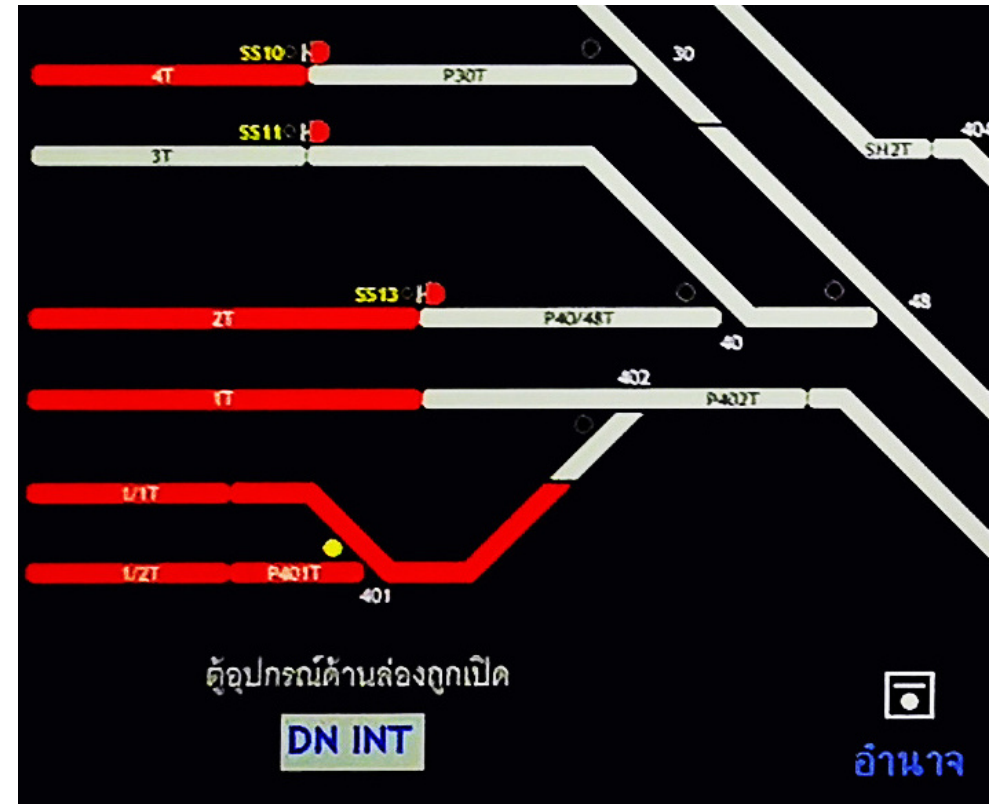 SS10
30
4T
P30T
SS11
404
3T
SH2T
SS13
48
2T
P40/48T
40
402
1T
P402T
1/1T
1/2T
P401T
401
ตู้อุปกรณ์ด้านล่องถูกเปิด
DN INT
อำนาจ